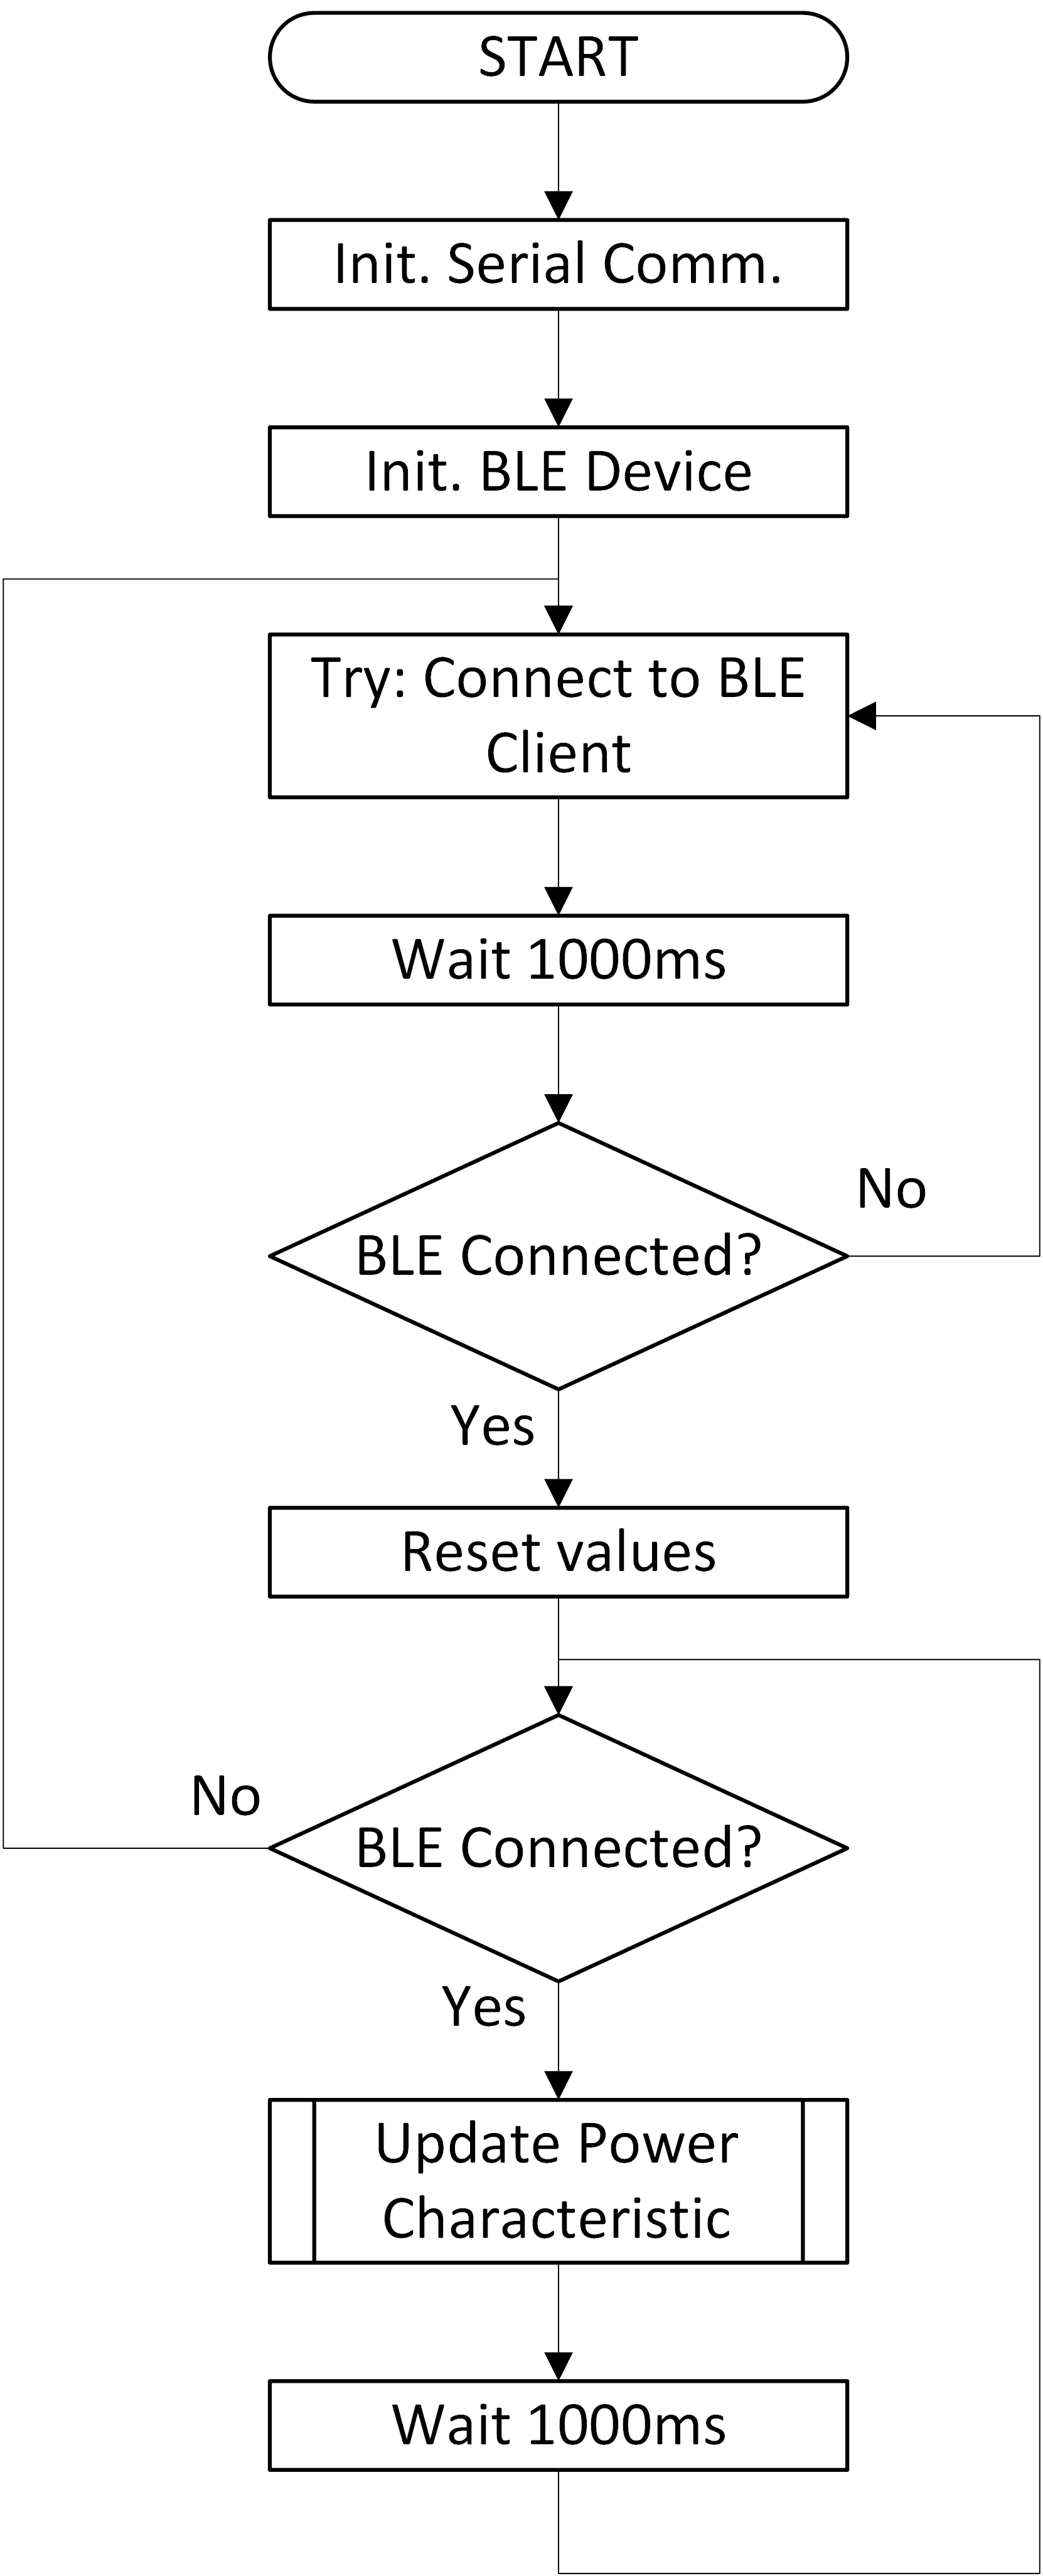 START
Init. Serial Comm.
Init. BLE Device
Try: Connect to BLE
Client
Wait 1000ms
BLE Connected?
No
Yes
Reset values
BLE Connected?
No
Yes
Update Power
Characteristic
Wait 1000ms